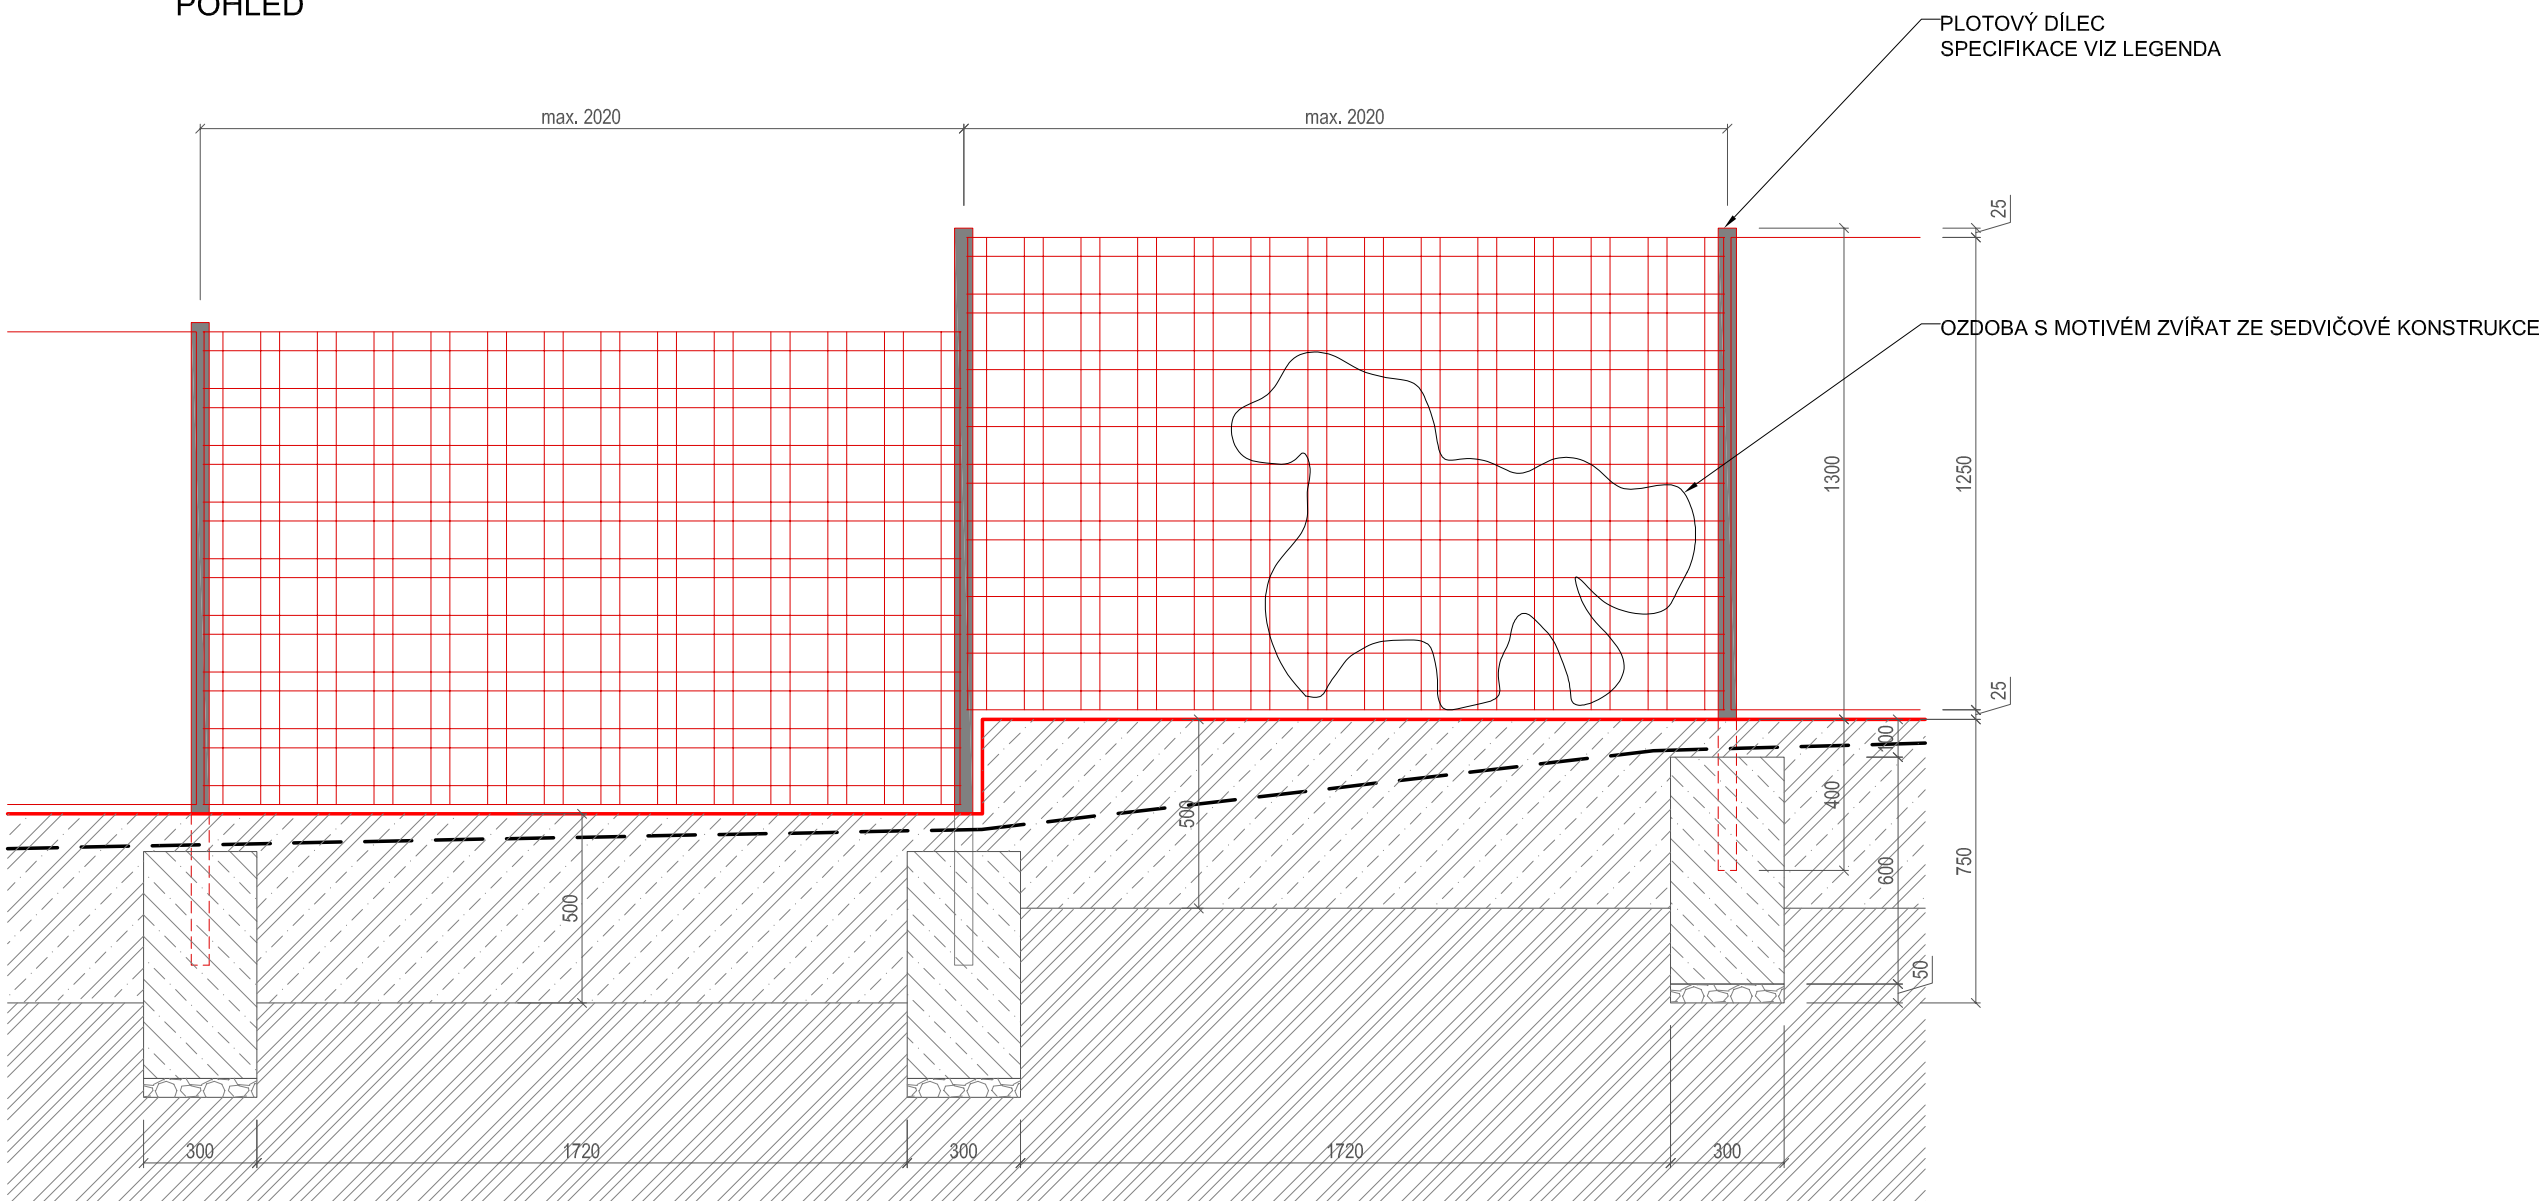 POHLED
PLOTOVÝ DÍLEC
SPECIFIKACE VIZ LEGENDA
max. 2020
max. 2020
25
OZDOBA S MOTIVÉM ZVÍŘAT ZE SEDVIČOVÉ KONSTRUKCE
1300
1250
25
100
400
500
750
600
500
50
300
1720
300
1720
300